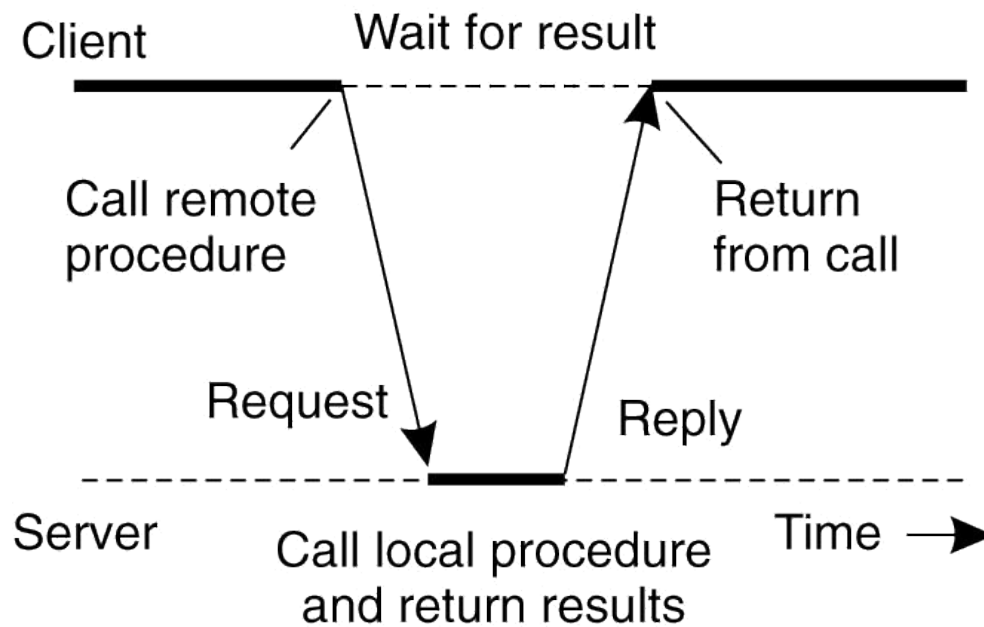 Client
Wait for result
Call remote
procedure
Return
from call
Request
Reply
Server
Call local procedure
and return results
Time